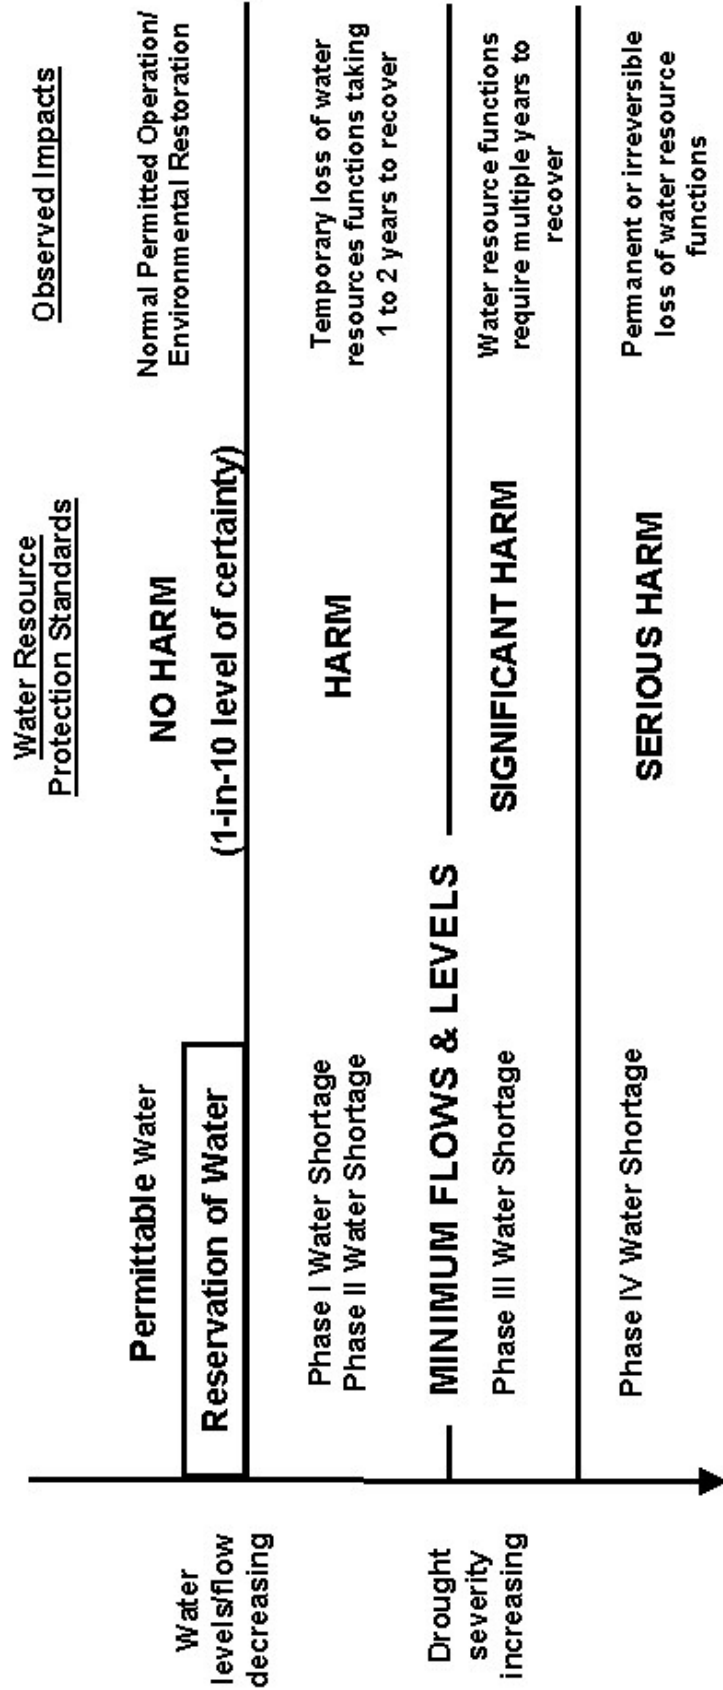 Water Resource
Protection Standards
Observed Impacts
Water
levels/flow
decreasing
Permittable Water
NO HARM
Normal Permitted Operation/
Environmental Restoration
Reservation of Water
(1-in-10 level of certainty)
Phase I Water Shortage
Phase II Water Shortage
HARM
Temporary loss of water
resources functions taking
1 to 2 years to recover
Drought
severity
increasing
MINIMUM FLOWS & LEVELS
Phase III Water Shortage
SIGNIFICANT HARM
Water resource functions
require multiple years to
recover
Phase IV Water Shortage
SERIOUS HARM
Permanent or irreversible
loss of water resource
functions